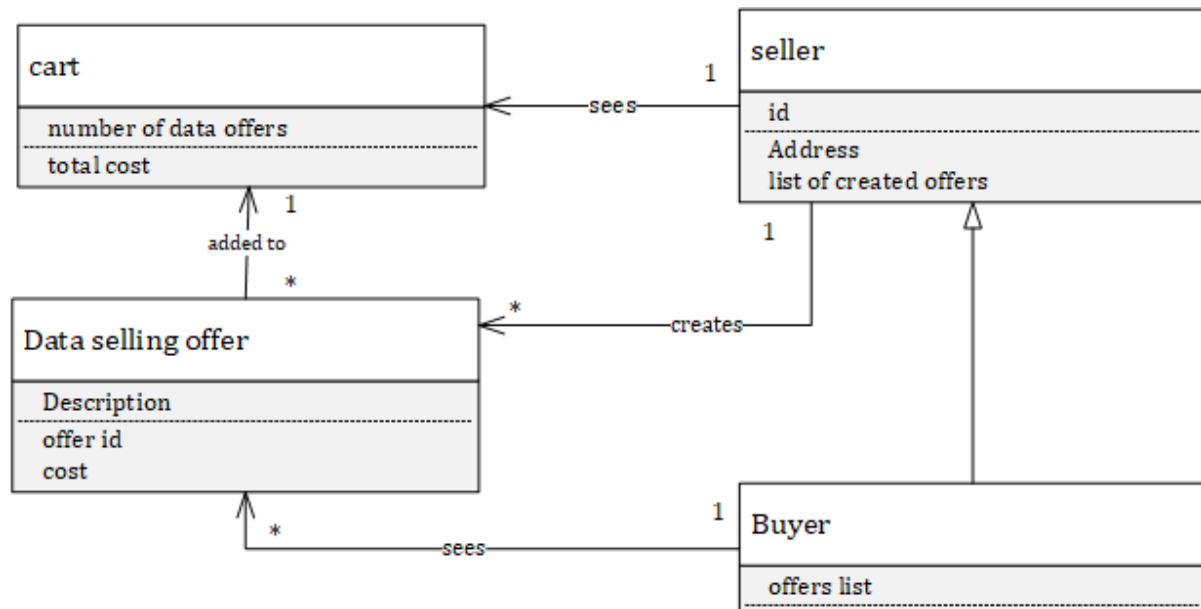 cart
number of data offers
total cost
seller
id
Address
list of created offers
1
sees
1
added to
*
1
*
creates
Data selling offer
Description
offer id
cost
*
sees
1
Buyer
offers list